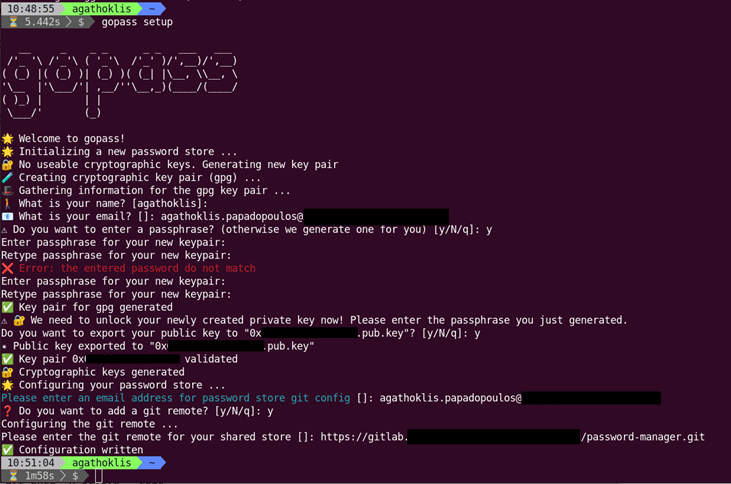 10:48:55 agathoklis ~
⏳ 5.442s $ gopass setup
🌟 Welcome to gopass!
🌟 Initializing a new password store ...
🔐 No useable cryptographic keys. Generating new key pair
🧪 Creating cryptographic key pair (gpg) ...
🎩 Gathering information for the gpg key pair ...
🚶 What is your name? [agathoklis]:
📧 What is your email? []: agathoklis.papadopoulos@
⚠ Do you want to enter a passphrase? (otherwise we generate one for you) [y/N/q]: y
Enter passphrase for your new keypair:
Retype passphrase for your new keypair:
❌ Error: the entered password do not match
Enter passphrase for your new keypair:
Retype passphrase for your new keypair:
✅ Key pair for gpg generated
⚠ 🔐 We need to unlock your newly created private key now! Please enter the passphrase you just generated.
Do you want to export your public key to "0x .pub.key"? [y/N/q]: y
✴ Public key exported to "0x .pub.key"
✅ Key pair 0x validated
🔐 Cryptographic keys generated
🌟 Configuring your password store ...
Please enter an email address for password store git config []: agathoklis.papadopoulos@
❓ Do you want to add a git remote? [y/N/q]: y
Configuring the git remote ...
Please enter the git remote for your shared store []: https://gitlab. /password-manager.git
✅ Configuration written
10:51:04 agathoklis ~
⏳ 1m58s $